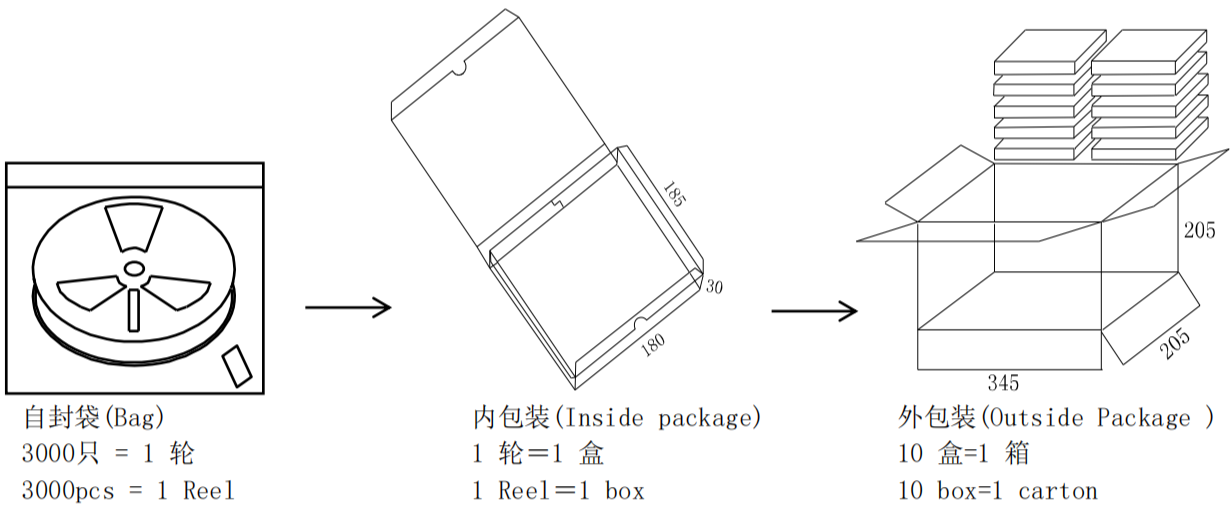 185
30
180
205
205
345
自封袋(Bag)
3000只 = 1 轮
3000pcs = 1 Reel
内包装(Inside package)
1 轮＝1 盒
1 Reel＝1 box
外包装(Outside Package )
10 盒=1 箱
10 box=1 carton